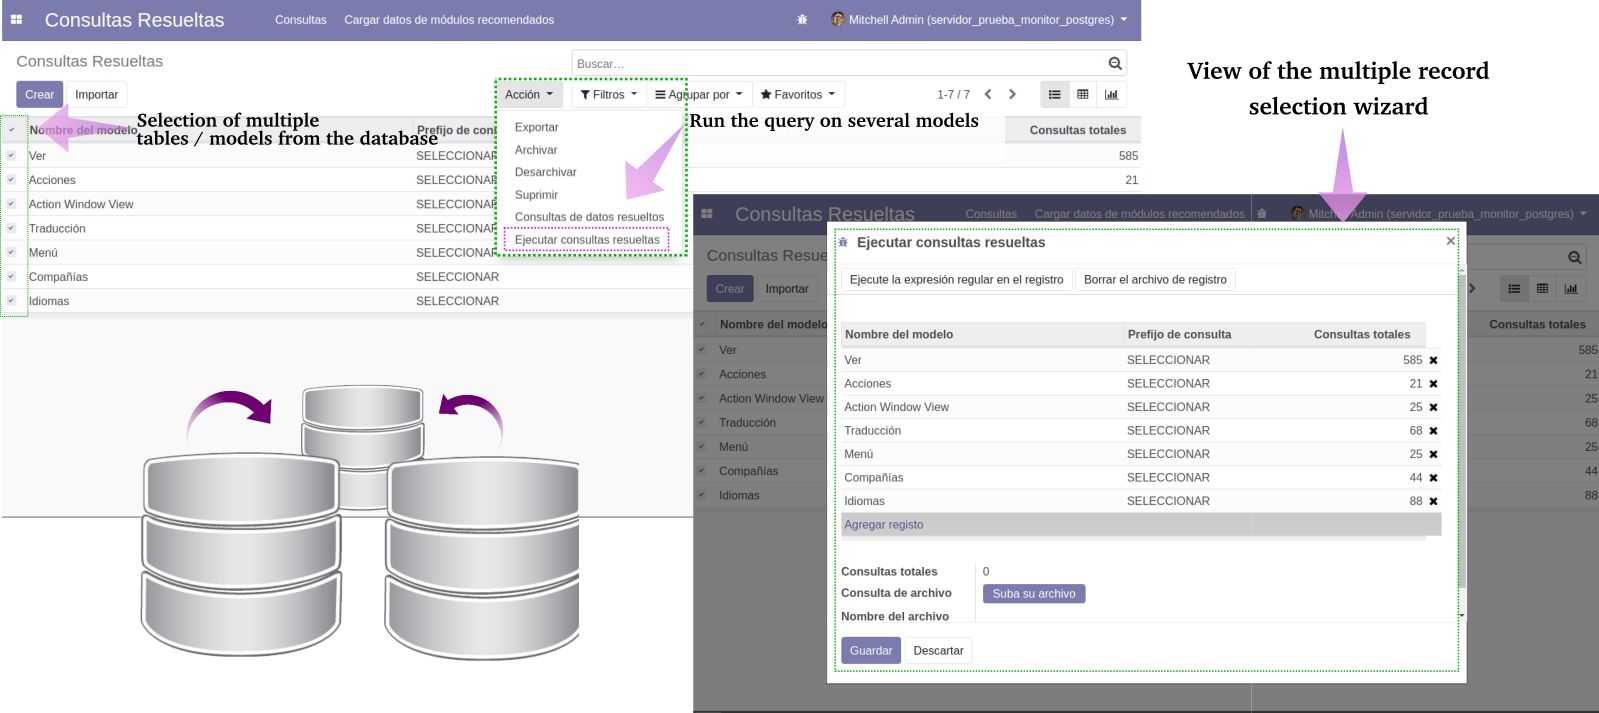 Consultas Resueltas Consultas Cargar datos de módulos recomendados Mitchell Admin (servidor_prueba_monitor_postgres)
Consultas Resueltas
Buscar...
Crear Importar
Acción Filtros Agrupar por Favoritos 1-7 / 7
Selection of multiple
tables / models from the database
Run the query on several models
Nombre del modelo Consultas totales
Ver SELECCIONAR 585
Acciones SELECCIONAR 21
Action Window View SELECCIONAR
Traducción SELECCIONAR
Menú SELECCIONAR
Compañías SELECCIONAR
Idiomas SELECCIONAR
Exportar
Archivar
Desarchivar
Suprimir
Consultas de datos resueltos
Ejecutar consultas resueltas
View of the multiple record
selection wizard
Consultas Resueltas Consultas Cargar datos de módulos recomendados Mitchell Admin (servidor_prueba_monitor_postgres)
Consultas Resue
Crear Importar
Nombre del modelo Consultas totales
Ver 585
Acciones 21
Action Window View 25
Traducción 68
Menú 25
Compañías 44
Idiomas 88
Ejecutar consultas resueltas
Ejecute la expresión regular en el registro Borrar el archivo de registro
Nombre del modelo Prefijo de consulta Consultas totales
Ver SELECCIONAR 585
Acciones SELECCIONAR 21
Action Window View SELECCIONAR 25
Traducción SELECCIONAR 68
Menú SELECCIONAR 25
Compañías SELECCIONAR 44
Idiomas SELECCIONAR 88
Agregar registo
Consultas totales 0
Consulta de archivo Suba su archivo
Nombre del archivo
Guardar Descartar